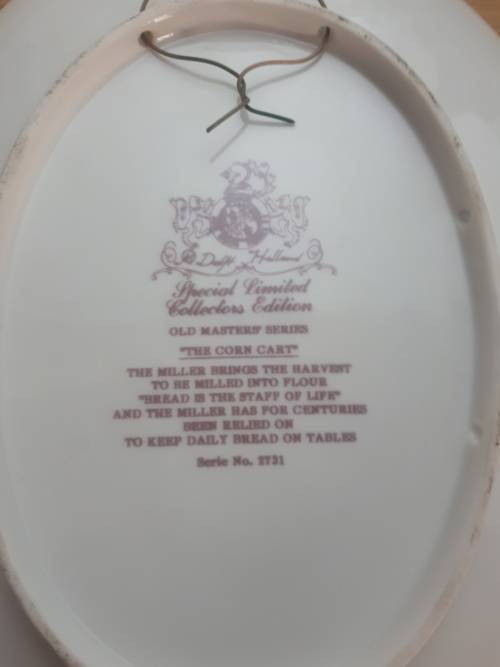 Delft Holland
Special Limited
Collectors Edition
OLD MASTERS' SERIES
"THE CORN CART"
THE MILLER BRINGS THE HARVEST
TO BE MILLED INTO FLOUR
"BREAD IS THE STAFF OF LIFE"
AND THE MILLER HAS FOR CENTURIES
BEEN RELIED ON
TO KEEP DAILY BREAD ON TABLES
Serie No. 2731